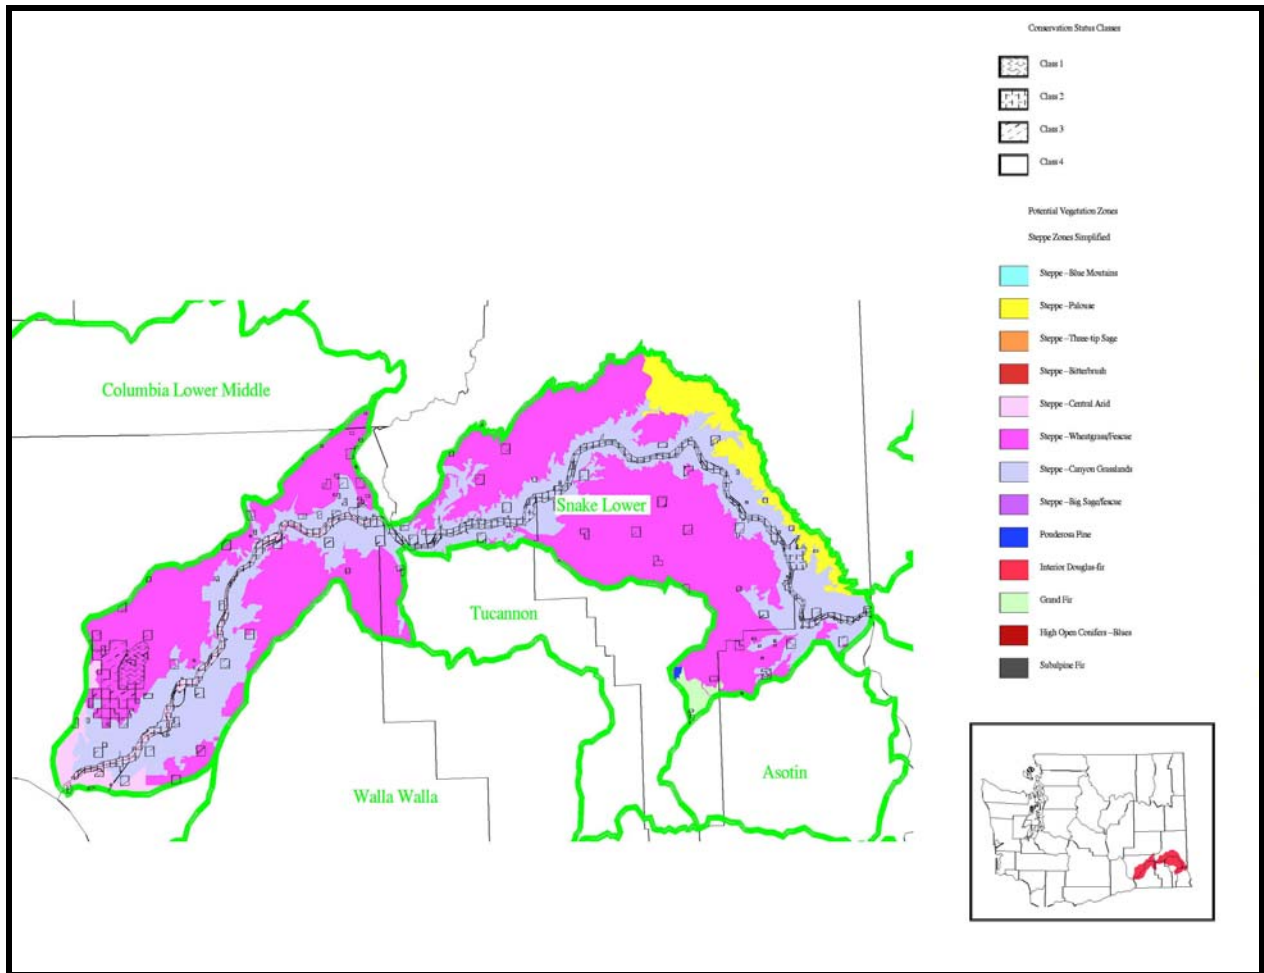 Conservation Status Classes
Class 1
Class 2
Class 3
Class 4
Potential Vegetation Zones
Steppe Zones Simplified
Steppe – Blue Moutains
Steppe – Palouse
Steppe – Three-tip Sage
Steppe – Bitterbrush
Steppe – Central Arid
Steppe – Wheatgrass/Fescue
Steppe – Canyon Grasslands
Steppe – Big Sage/fescue
Ponderosa Pine
Interior Douglas-fir
Grand Fir
High Open Conifers – Blues
Subalpine Fir
Columbia Lower Middle
Snake Lower
Tucannon
Asotin
Walla Walla